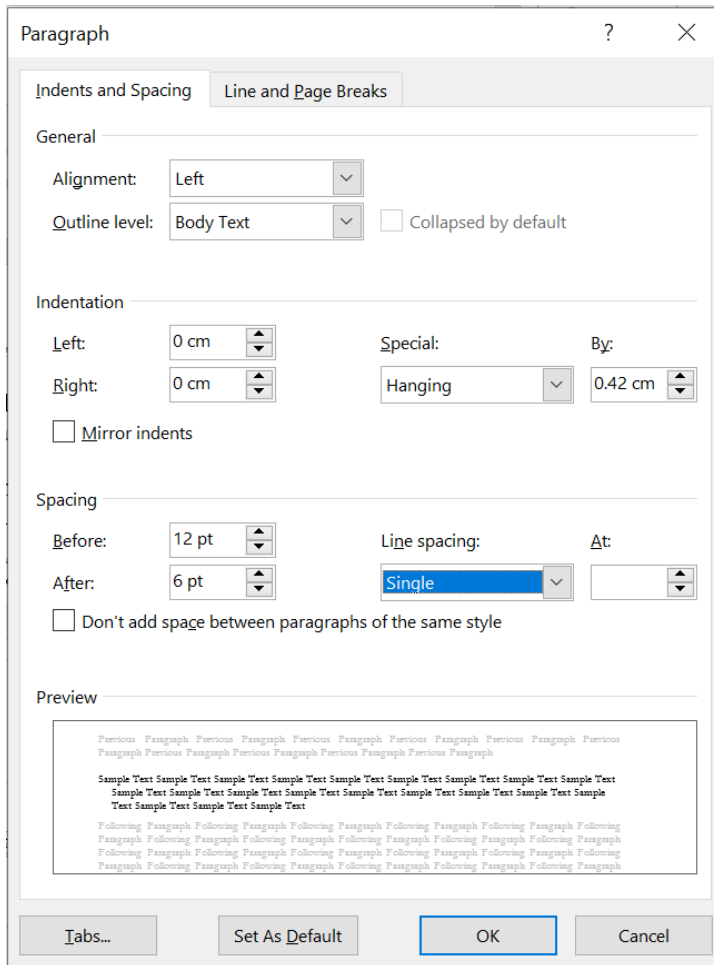 Paragraph ?
Indents and Spacing Line and Page Breaks
General
Alignment: Left
Outline level: Body Text Collapsed by default
Indentation
Left: 0 cm Special: By:
Right: 0 cm Hanging 0.42 cm
Mirror indents
Spacing
Before: 12 pt Line spacing: At:
After: 6 pt Single
Don't add space between paragraphs of the same style
Preview
Previous Paragraph Previous Paragraph Previous Paragraph Previous Paragraph Previous Paragraph Previous
Paragraph Previous Paragraph Previous Paragraph Previous Paragraph Previous Paragraph
Sample Text Sample Text Sample Text Sample Text Sample Text Sample Text Sample Text Sample Text Sample Text
Sample Text Sample Text Sample Text Sample Text Sample Text Sample Text Sample Text Sample Text Sample
Text Sample Text Sample Text Sample Text
Following Paragraph Following Paragraph Following Paragraph Following Paragraph Following Paragraph
Paragraph Following Paragraph Following Paragraph Following Paragraph Following Paragraph Following
Following Paragraph Following Paragraph Following Paragraph Following Paragraph Following Paragraph
Paragraph Following Paragraph Following Paragraph Following Paragraph Following Paragraph Following
Tabs... Set As Default OK Cancel